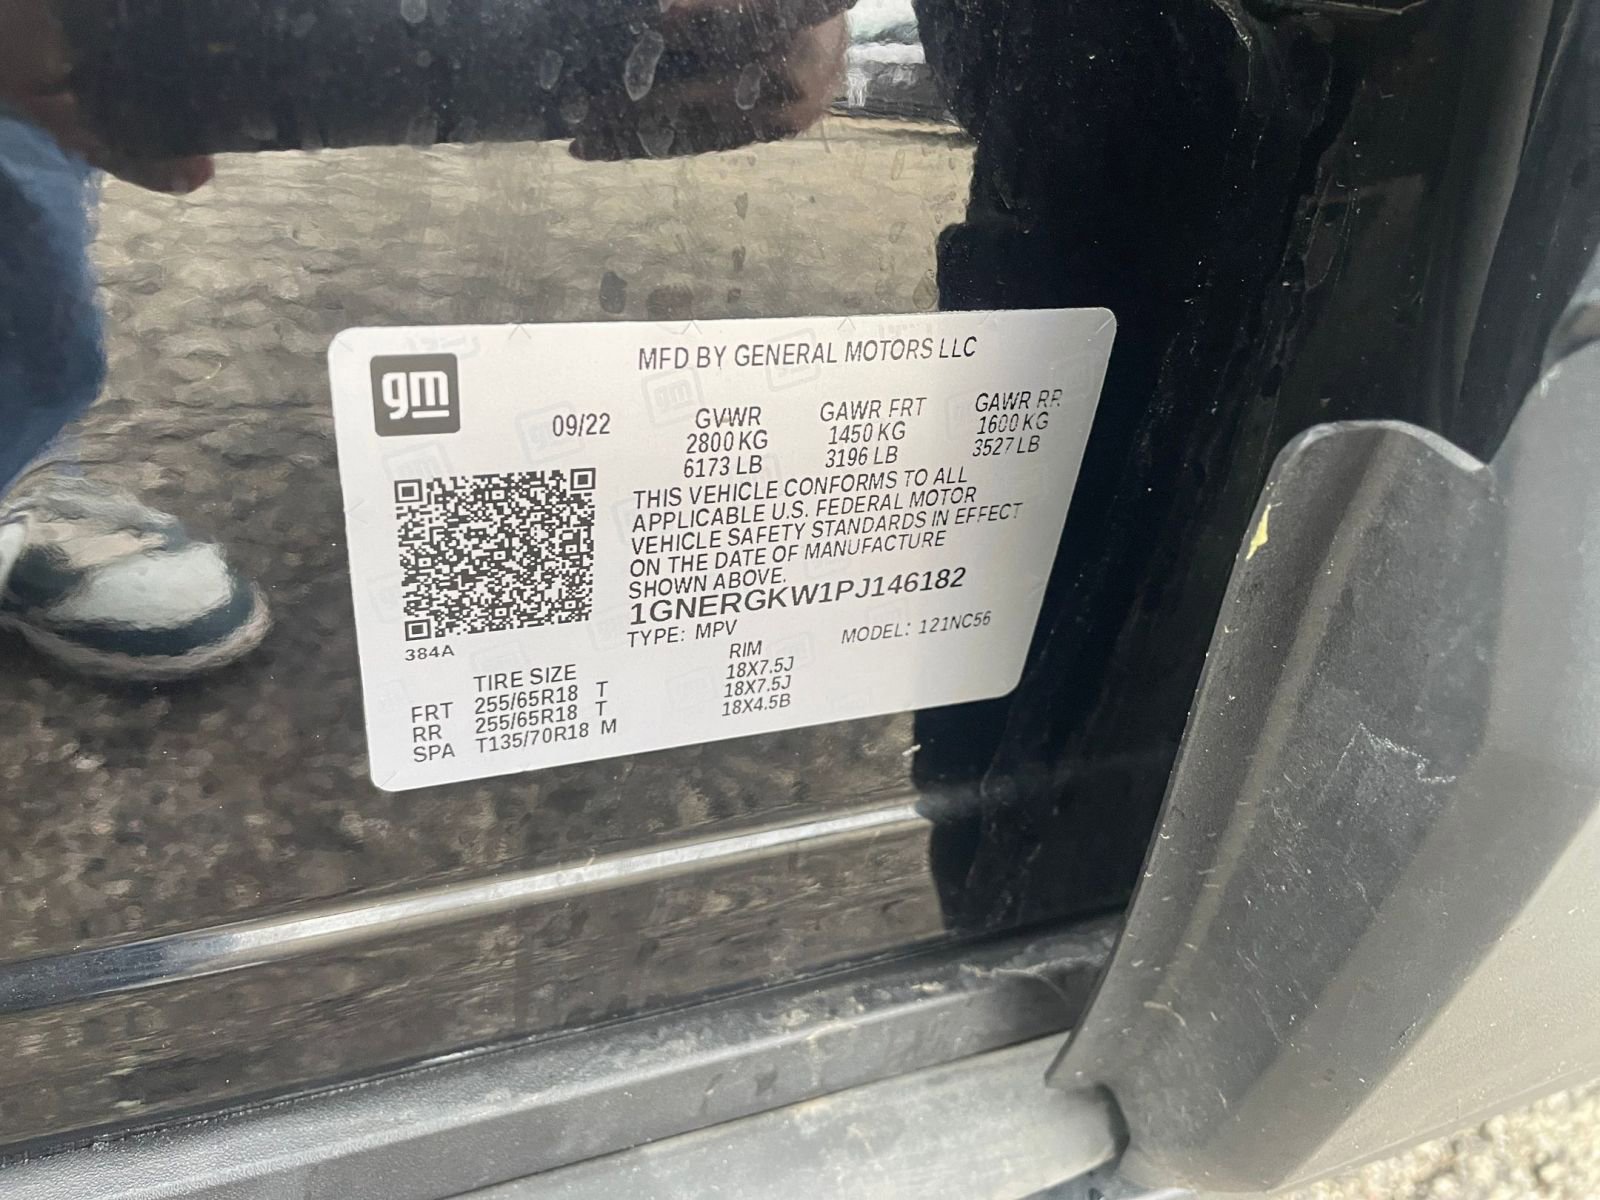 gm
MFD BY GENERAL MOTORS LLC
09/22
GVWR GAWR FRT GAWR RR
2800 KG 1450 KG 1600 KG
6173 LB 3196 LB 3527 LB
THIS VEHICLE CONFORMS TO ALL
APPLICABLE U.S. FEDERAL MOTOR
VEHICLE SAFETY STANDARDS IN EFFECT
ON THE DATE OF MANUFACTURE
SHOWN ABOVE.
1GNERGKW1PJ146182
TYPE: MPV MODEL: 121NC56
384A
TIRE SIZE RIM
FRT 255/65R18 T 18X7.5J
RR 255/65R18 T 18X7.5J
SPA T135/70R18 M 18X4.5B